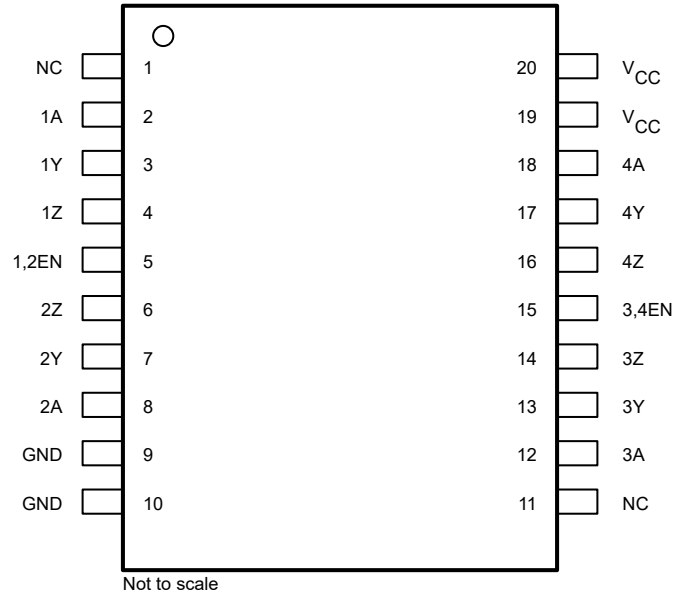 NC 1 20 VCC
1A 2 19 VCC
1Y 3 18 4A
1Z 4 17 4Y
1,2EN 5 16 4Z
2Z 6 15 3,4EN
2Y 7 14 3Z
2A 8 13 3Y
GND 9 12 3A
GND 10 11 NC
Not to scale